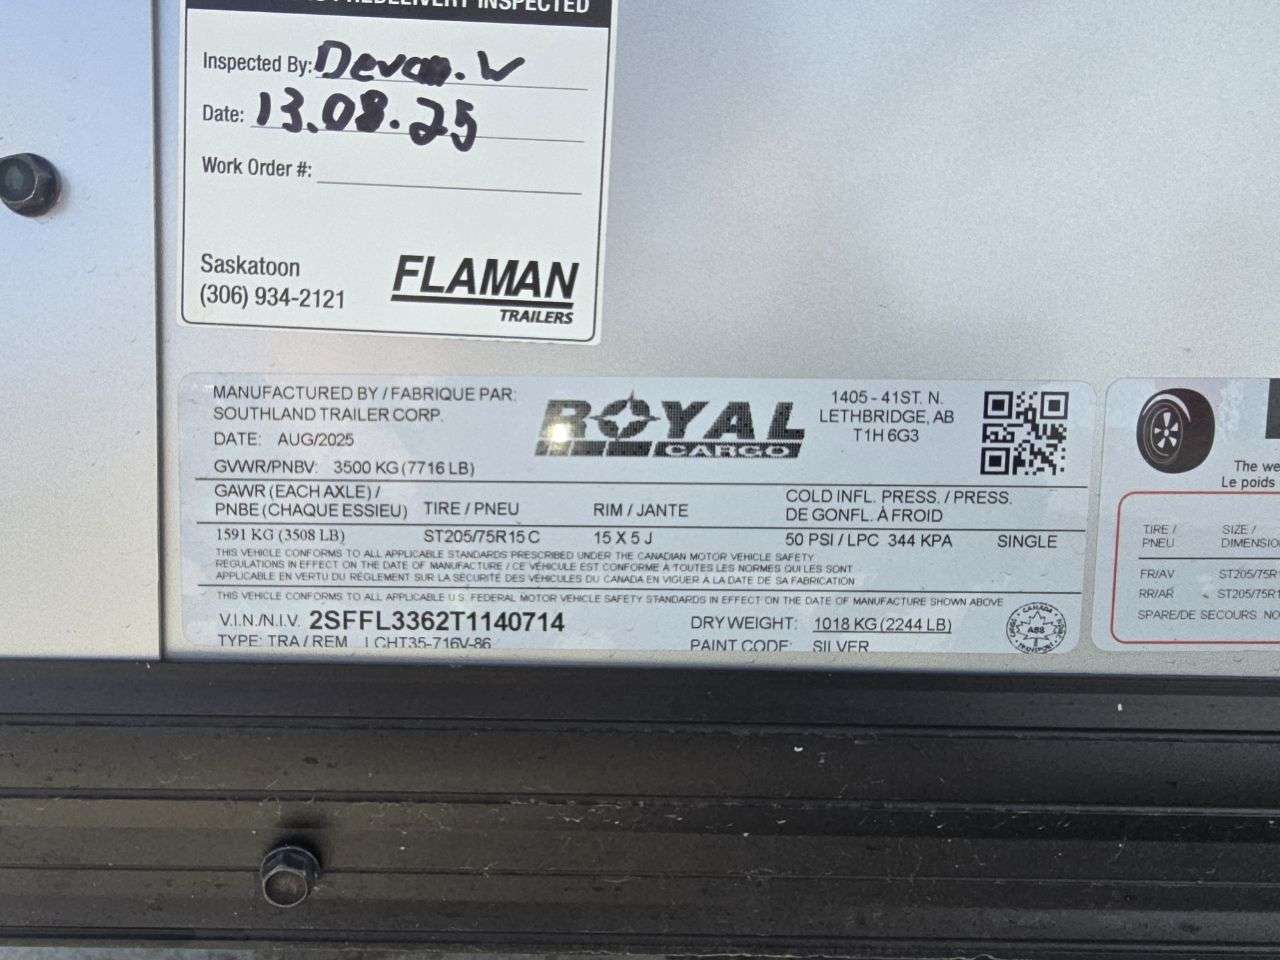 PREDELIVERY INSPECTED
Inspected By: Devon. W
Date: 13.08.25
Work Order #:
Saskatoon
(306) 934-2121
FLAMAN
TRAILERS
MANUFACTURED BY / FABRIQUE PAR:
SOUTHLAND TRAILER CORP.
DATE: AUG/2025
GVWR/PNBV: 3500 KG (7716 LB)
ROYAL
CARGO
1405 - 41ST. N.
LETHBRIDGE, AB
T1H 6G3
GAWR (EACH AXLE) /
PNBE (CHAQUE ESSIEU) TIRE / PNEU RIM / JANTE COLD INFL. PRESS. / PRESS.
DE GONFL. À FROID
1591 KG (3508 LB) ST205/75R15 C 15 X 5 J 50 PSI / LPC 344 KPA SINGLE
THIS VEHICLE CONFORMS TO ALL APPLICABLE STANDARDS PRESCRIBED UNDER THE CANADIAN MOTOR VEHICLE SAFETY
REGULATIONS IN EFFECT ON THE DATE OF MANUFACTURE / CE VÉHICULE EST CONFORME À TOUTES LES NORMES QUI LES SONT
APPLICABLE EN VERTU DU RÈGLEMENT SUR LA SÉCURITÉ DES VÉHICULES DU CANADA EN VIGUER À LA DATE DE SA FABRICATION
THIS VEHICLE CONFORMS TO ALL APPLICABLE U.S. FEDERAL MOTOR VEHICLE SAFETY STANDARDS IN EFFECT ON THE DATE OF MANUFACTURE SHOWN ABOVE
V.I.N./N.I.V. 2SFFL3362T1140714 DRY WEIGHT: 1018 KG (2244 LB)
TYPE: TRA / REM LCHT35-716V-86 PAINT CODE: SILVER
CANADA
A88
TRANSPORT
The we
Le poids
TIRE / SIZE /
PNEU DIMENSIO
FR/AV ST205/75R1
RR/AR ST205/75R1
SPARE/DE SECOURS NO